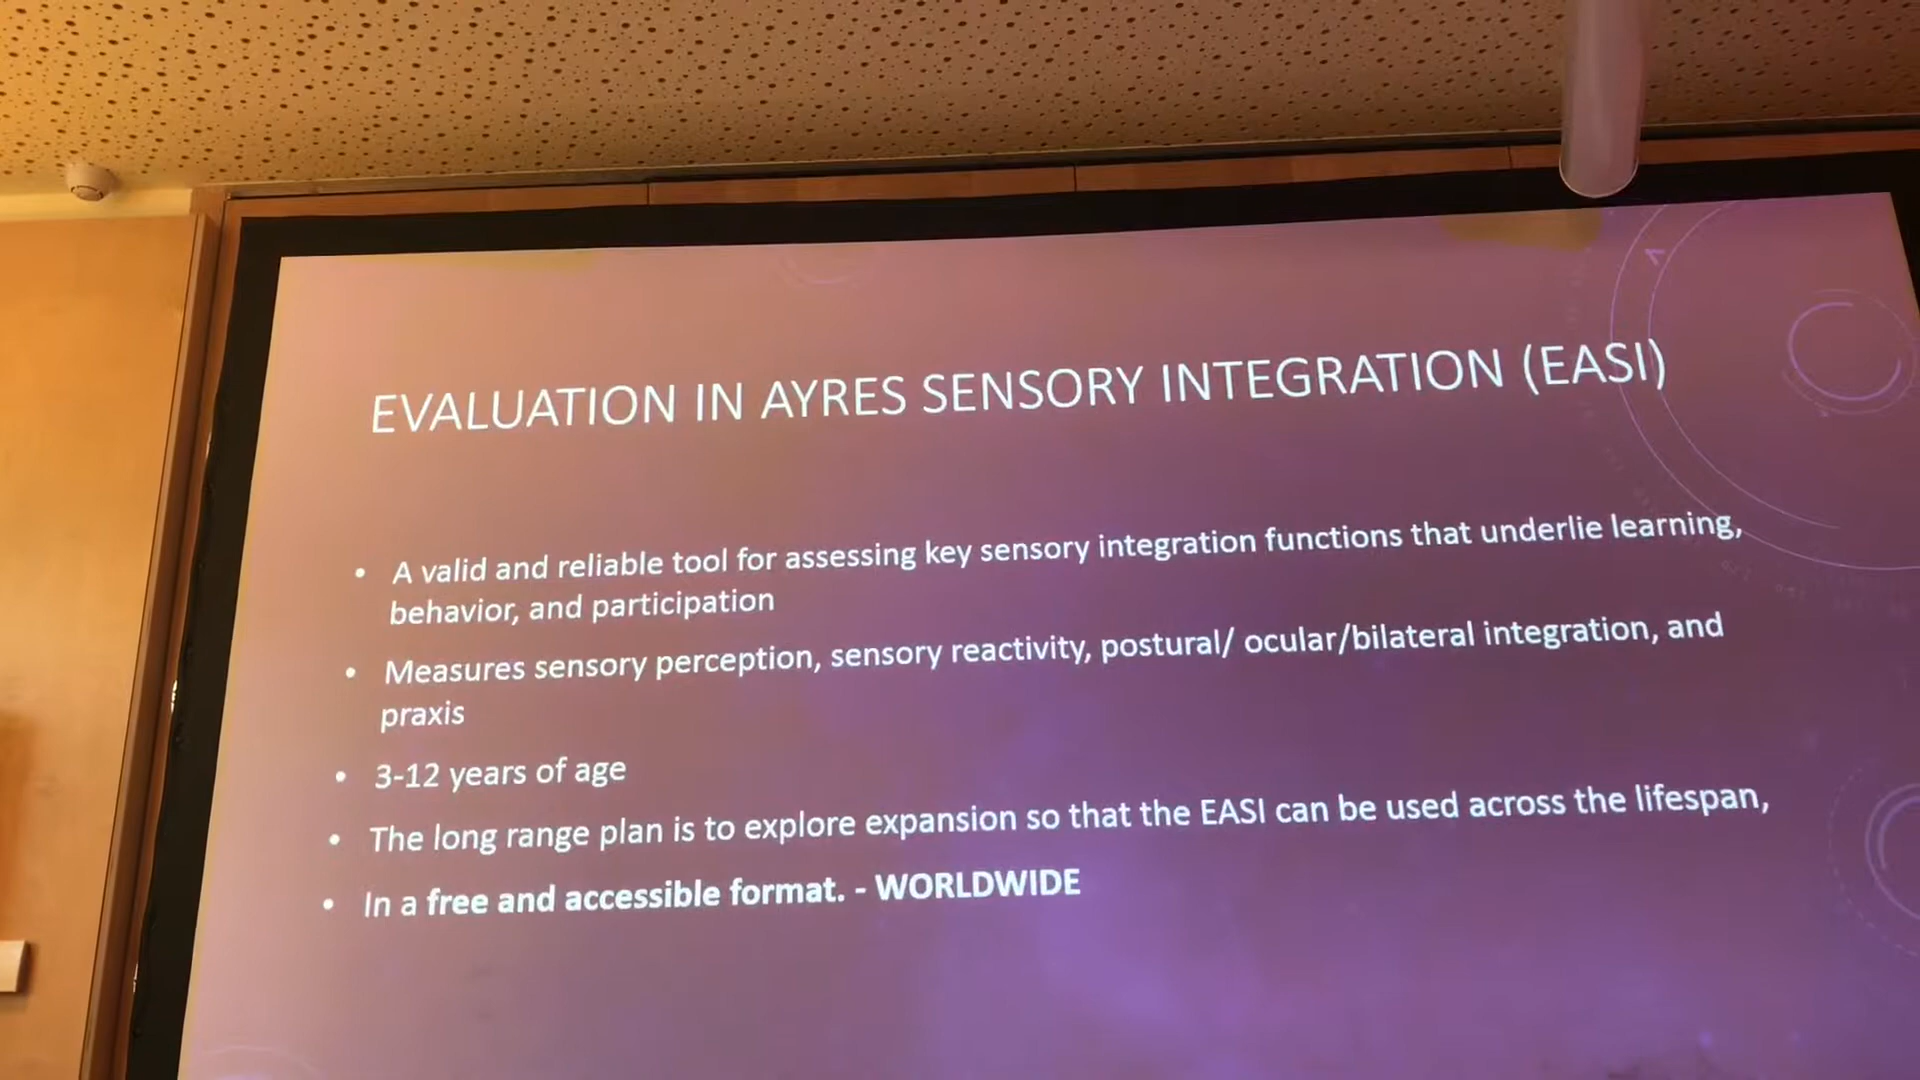 EVALUATION IN AYRES SENSORY INTEGRATION (EASI)
• A valid and reliable tool for assessing key sensory integration functions that underlie learning,
behavior, and participation
• Measures sensory perception, sensory reactivity, postural/ ocular/bilateral integration, and
praxis
• 3-12 years of age
• The long range plan is to explore expansion so that the EASI can be used across the lifespan,
• In a free and accessible format. - WORLDWIDE